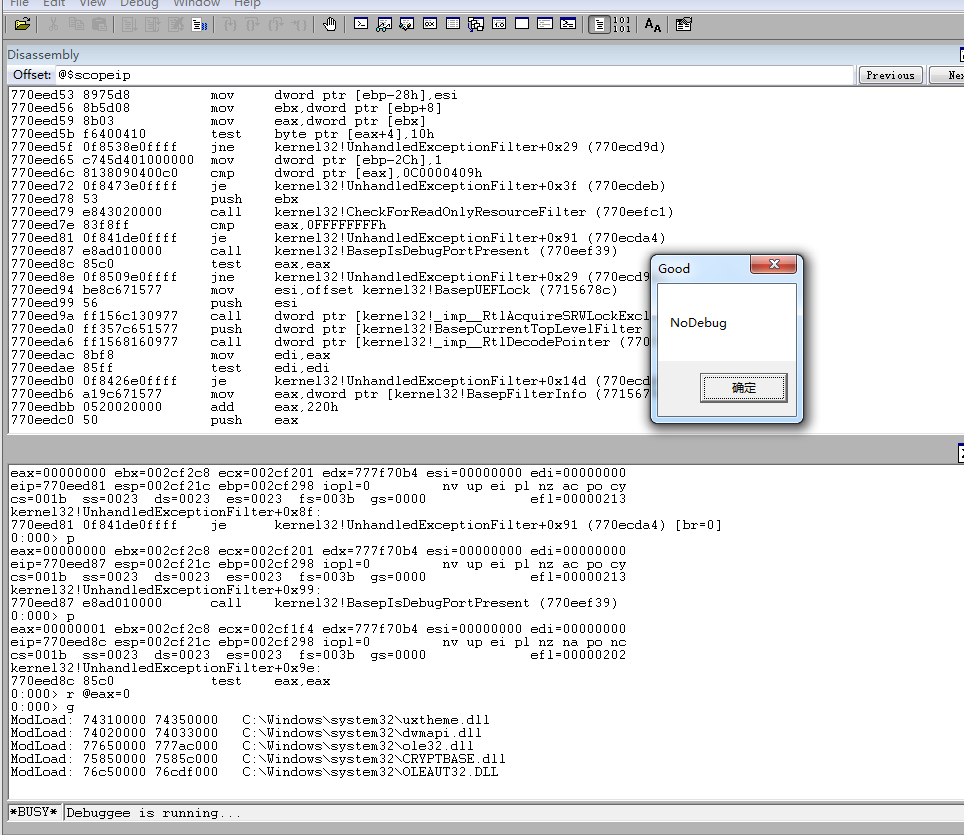 File Edit View Debug Window Help
Disassembly
Offset: @$scopeip
Previous
770eed53 8975d8 mov dword ptr [ebp-28h],esi
770eed56 8b5d08 mov ebx,dword ptr [ebp+8]
770eed59 8b03 mov eax,dword ptr [ebx]
770eed5b f6400410 test byte ptr [eax+4],10h
770eed5f 0f8538e0ffff jne kernel32!UnhandledExceptionFilter+0x29 (770ecd9d)
770eed65 c745d401000000 mov dword ptr [ebp-2Ch],1
770eed6c 8138090400c0 cmp dword ptr [eax],0C0000409h
770eed72 0f8473e0ffff je kernel32!UnhandledExceptionFilter+0x3f (770ecdeb)
770eed78 53 push ebx
770eed79 e843020000 call kernel32!CheckForReadOnlyResourceFilter (770eefc1)
770eed7e 83f8ff cmp eax,0FFFFFFFFh
770eed81 0f841de0ffff je kernel32!UnhandledExceptionFilter+0x91 (770ecda4)
770eed87 e8ad010000 call kernel32!BasepIsDebugPortPresent (770eef39)
770eed8c 85c0 test eax,eax
770eed8e 0f8509e0ffff jne kernel32!UnhandledExceptionFilter+0x29 (770ecd9
770eed94 be8c671577 mov esi,offset kernel32!BasepUEFLock (7715678c)
770eed99 56 push esi
770eed9a ff156c130977 call dword ptr [kernel32!_imp__RtlAcquireSRWLockExcl
770eeda0 ff357c651577 push dword ptr [kernel32!BasepCurrentTopLevelFilter
770eeda6 ff1568160977 call dword ptr [kernel32!_imp__RtlDecodePointer (770
770eedac 8bf8 mov edi,eax
770eedae 85ff test edi,edi
770eedb0 0f8426e0ffff je kernel32!UnhandledExceptionFilter+0x14d (770ecd
770eedb6 a19c671577 mov eax,dword ptr [kernel32!BasepFilterInfo (771567
770eedbb 0520020000 add eax,220h
770eedc0 50 push eax
Good
NoDebug
确定
eax=00000000 ebx=002cf2c8 ecx=002cf201 edx=777f70b4 esi=00000000 edi=00000000
eip=770eed81 esp=002cf21c ebp=002cf298 iopl=0 nv up ei pl nz ac po cy
cs=001b ss=0023 ds=0023 es=0023 fs=003b gs=0000 efl=00000213
kernel32!UnhandledExceptionFilter+0x8f:
770eed81 0f841de0ffff je kernel32!UnhandledExceptionFilter+0x91 (770ecda4) [br=0]
0:000> p
eax=00000000 ebx=002cf2c8 ecx=002cf201 edx=777f70b4 esi=00000000 edi=00000000
eip=770eed87 esp=002cf21c ebp=002cf298 iopl=0 nv up ei pl nz ac po cy
cs=001b ss=0023 ds=0023 es=0023 fs=003b gs=0000 efl=00000213
kernel32!UnhandledExceptionFilter+0x99:
770eed87 e8ad010000 call kernel32!BasepIsDebugPortPresent (770eef39)
0:000> p
eax=00000001 ebx=002cf2c8 ecx=002cf1f4 edx=777f70b4 esi=00000000 edi=00000000
eip=770eed8c esp=002cf21c ebp=002cf298 iopl=0 nv up ei pl nz na po nc
cs=001b ss=0023 ds=0023 es=0023 fs=003b gs=0000 efl=00000202
kernel32!UnhandledExceptionFilter+0x9e:
770eed8c 85c0 test eax,eax
0:000> r @eax=0
0:000> g
ModLoad: 74310000 74350000 C:\Windows\system32\uxtheme.dll
ModLoad: 74020000 74033000 C:\Windows\system32\dwmapi.dll
ModLoad: 77650000 777ac000 C:\Windows\system32\ole32.dll
ModLoad: 75850000 7585c000 C:\Windows\system32\CRYPTBASE.dll
ModLoad: 76c50000 76cdf000 C:\Windows\system32\OLEAUT32.DLL
*BUSY* Debuggee is running...